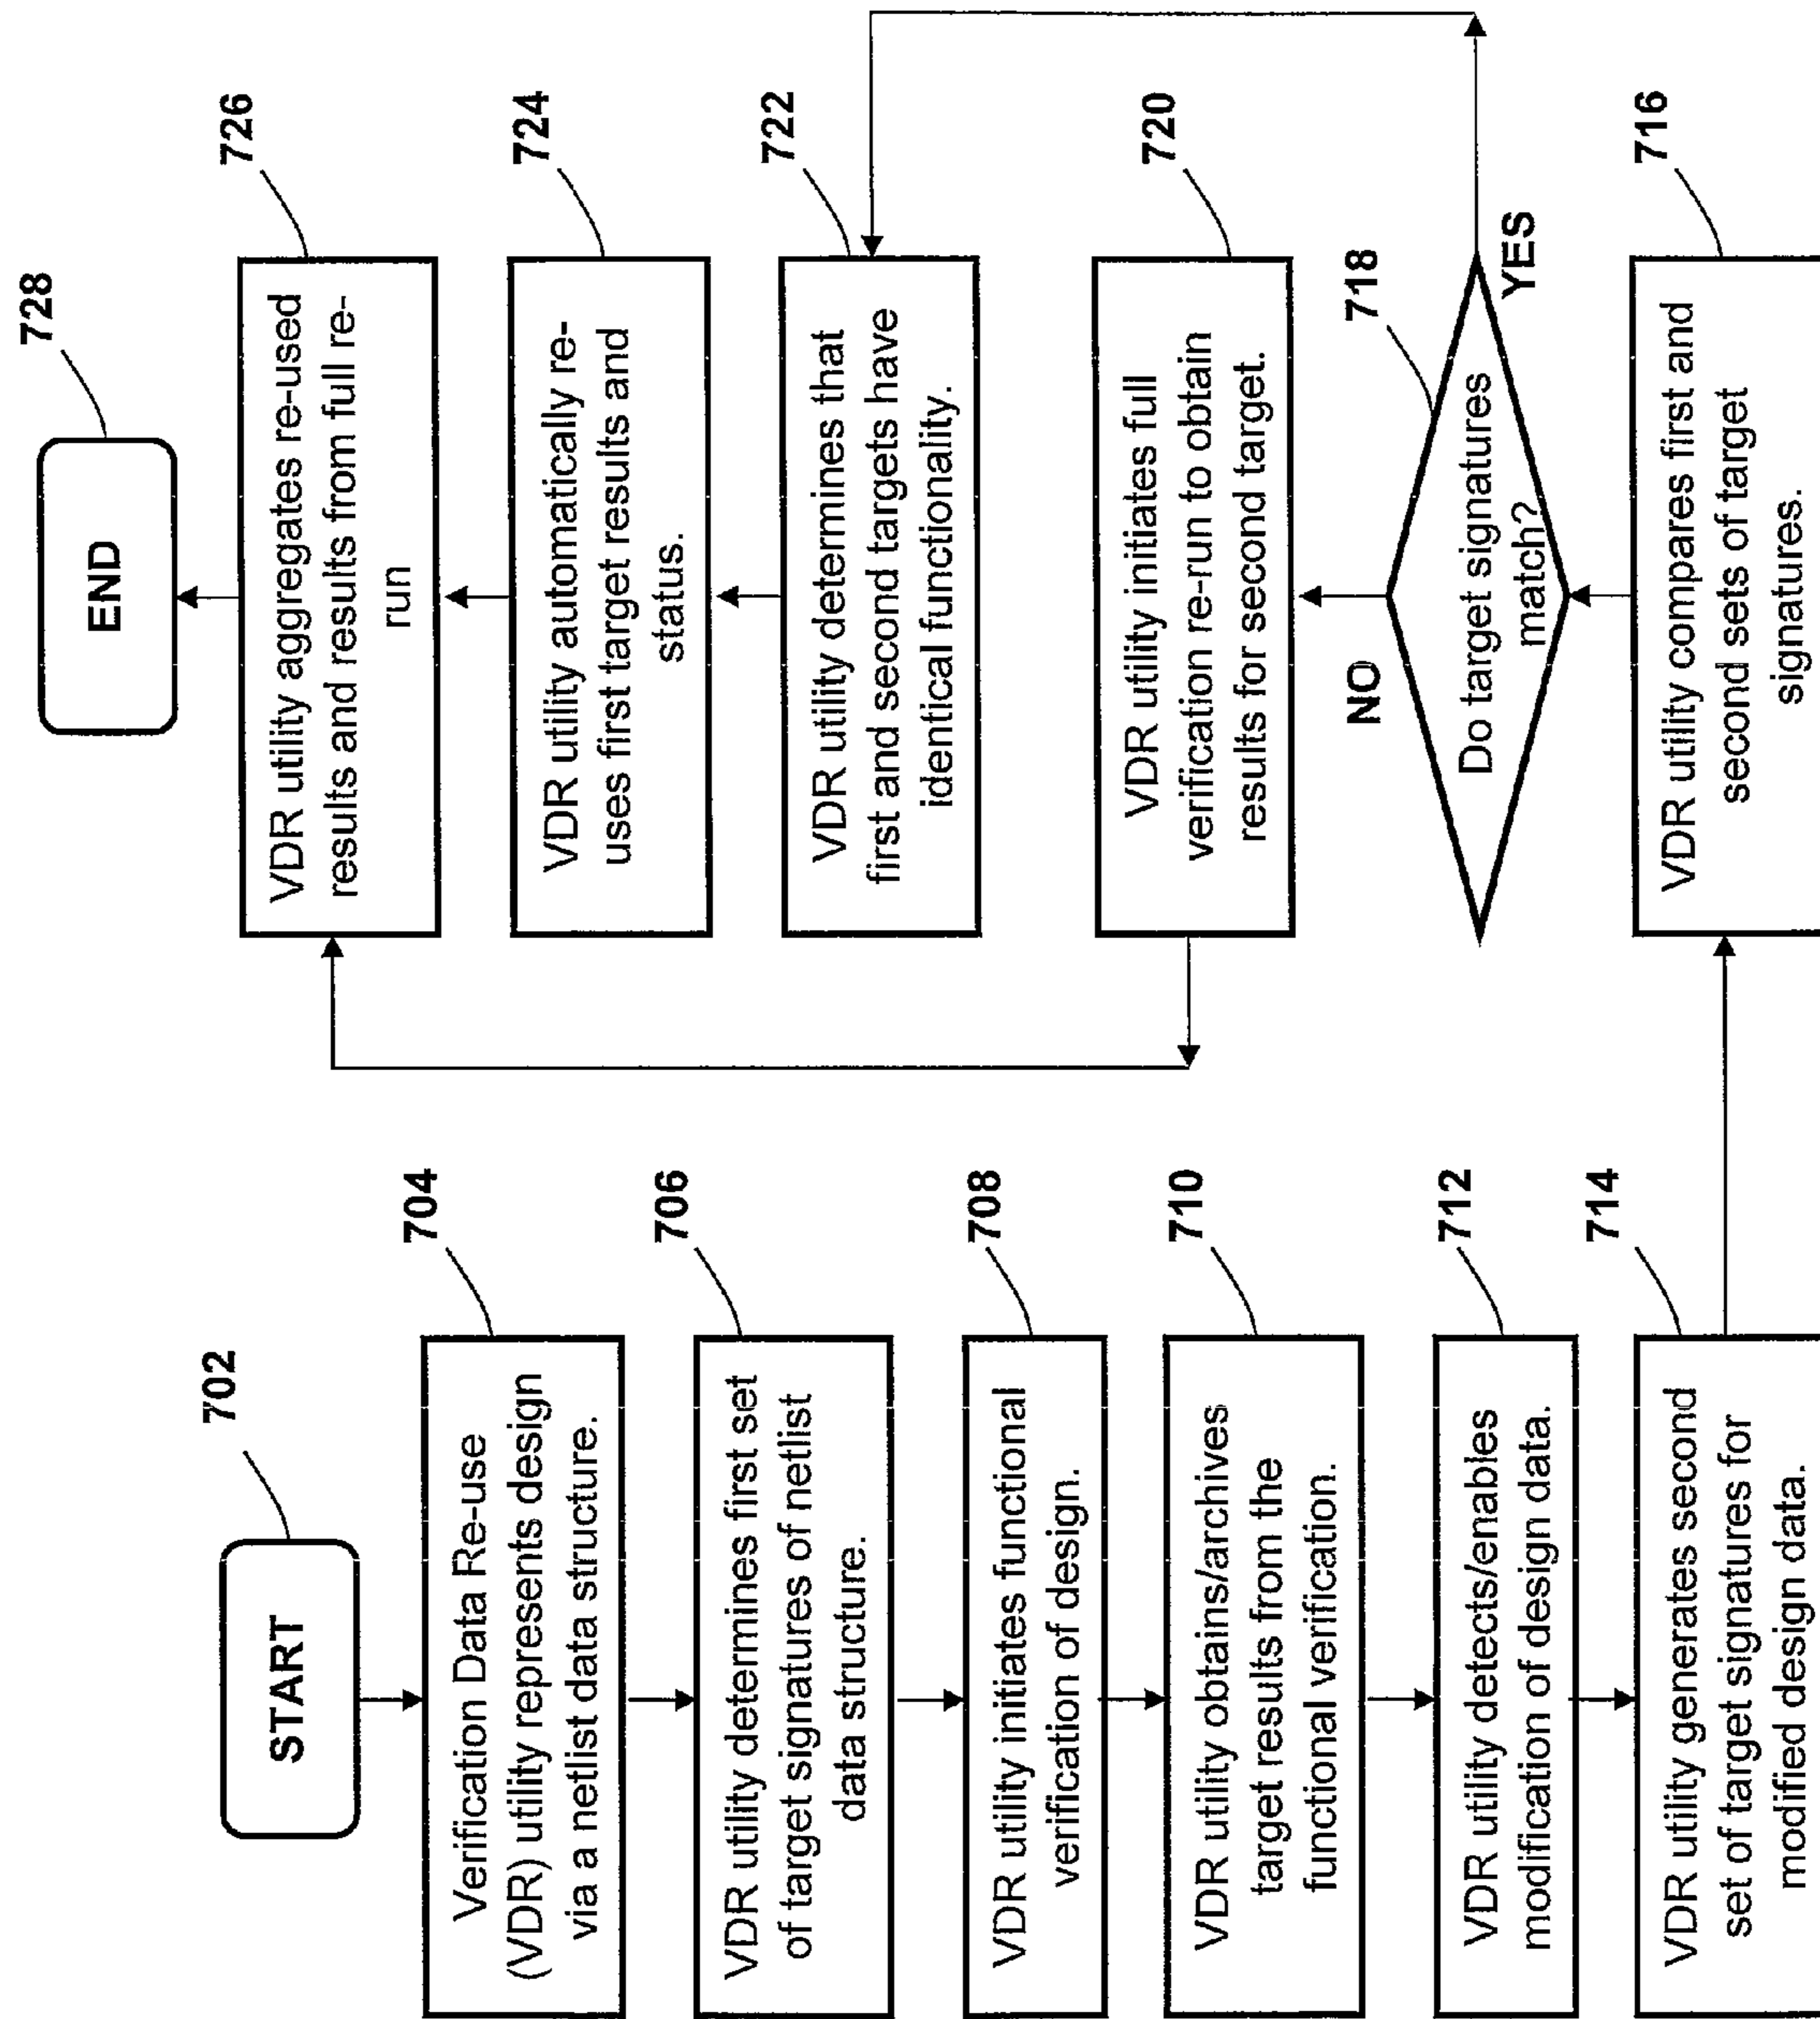 START
702
Verification Data Re-use
(VDR) utility represents design
via a netlist data structure.
704
VDR utility determines first set
of target signatures of netlist
data structure.
706
VDR utility initiates functional
verification of design.
708
VDR utility obtains/archives
target results from the
functional verification.
710
VDR utility detects/enables
modification of design data.
712
VDR utility generates second
set of target signatures for
modified design data.
714
VDR utility compares first and
second sets of target
signatures.
716
Do target signatures
match?
718
NO
YES
VDR utility initiates full
verification re-run to obtain
results for second target.
720
VDR utility determines that
first and second targets have
identical functionality.
722
VDR utility automatically re-
uses first target results and
status.
724
VDR utility aggregates re-used
results and results from full re-
run
726
END
728